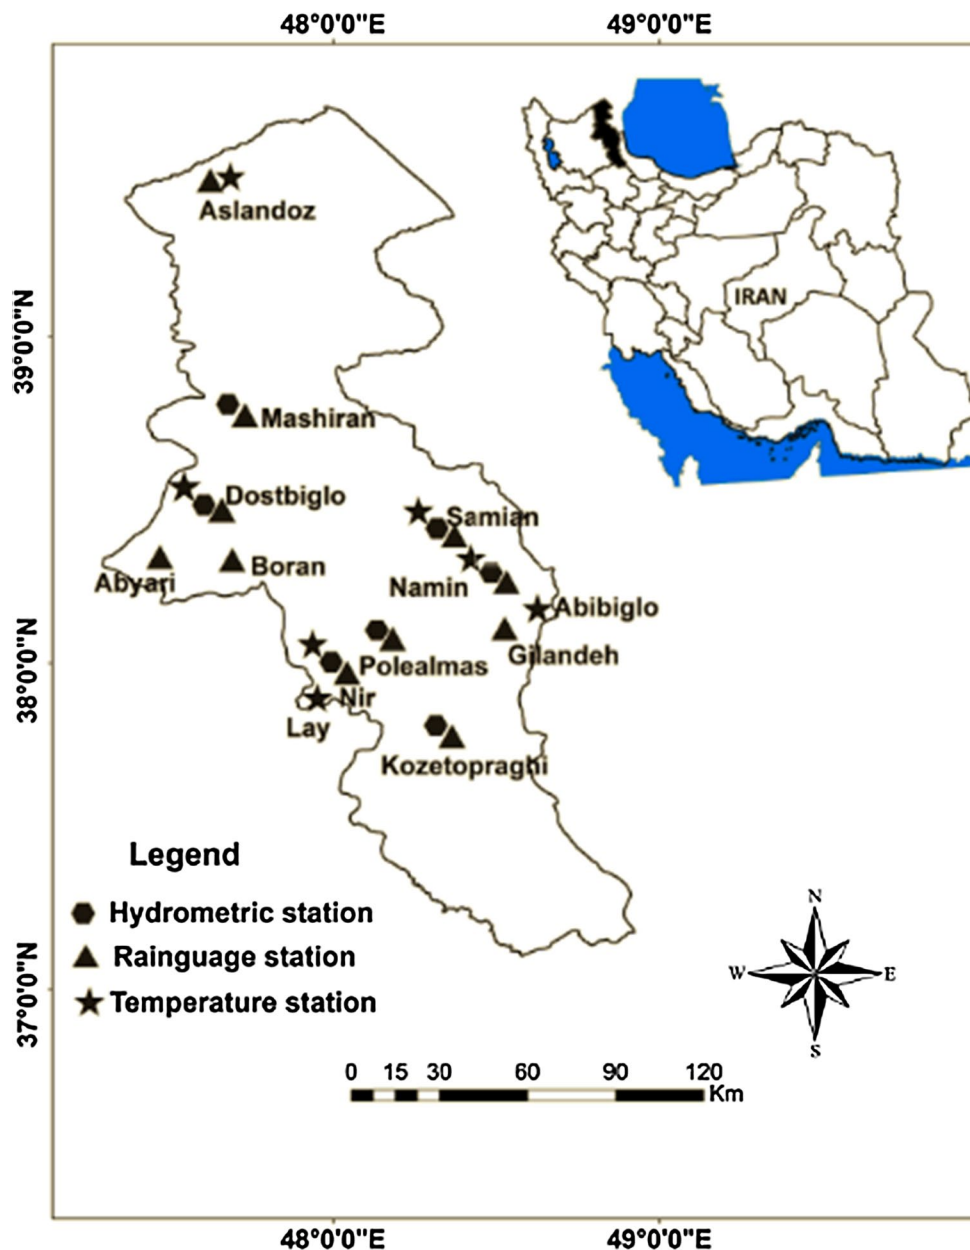 48°0'0"E
49°0'0"E
IRAN
39°0'0"N
38°0'0"N
37°0'0"N
Aslandoz
Mashiran
Dostbiglo
Samian
Abyari
Boran
Namin
Abibiglo
Gilandeh
Polealmas
Nir
Lay
Kozetopraghi
Legend
Hydrometric station
Rainguage station
Temperature station
N
W
E
S
0 15 30 60 90 120
Km
48°0'0"E
49°0'0"E